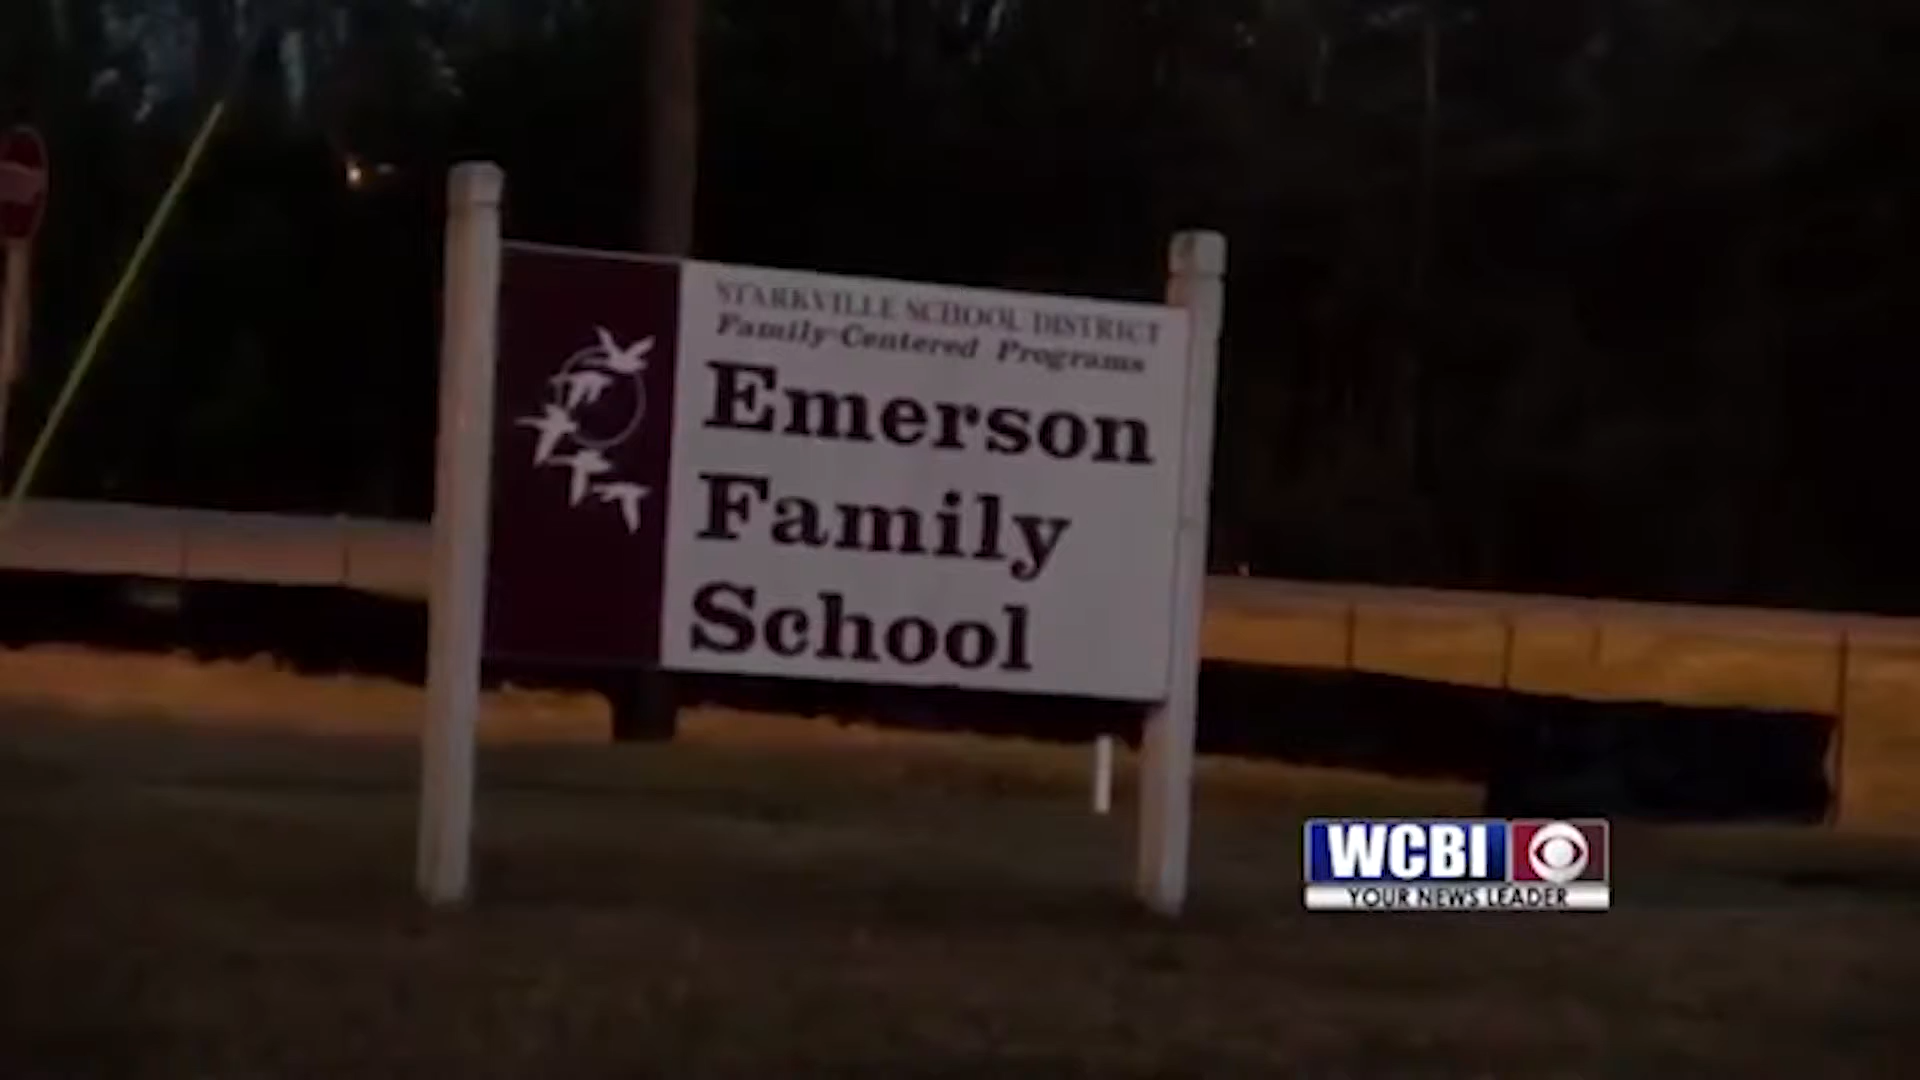 STARKVILLE SCHOOL DISTRICT
Family-Centered Programs
Emerson
Family
School
WCBI
YOUR NEWS LEADER